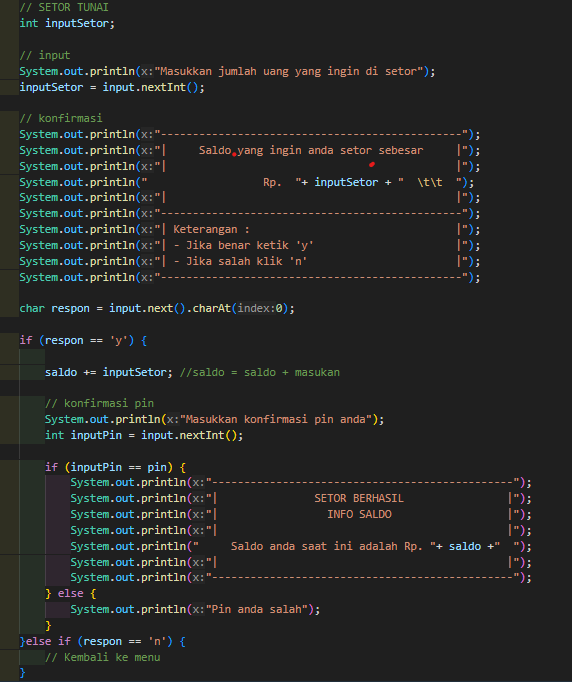 // SETOR TUNAI
int inputSetor;
// input
System.out.println(x:"Masukkan jumlah uang yang ingin di setor");
inputSetor = input.nextInt();
// konfirmasi
System.out.println(x:"-----------------------------------------------");
System.out.println(x:"|     Saldo yang ingin anda setor sebesar     |");
System.out.println(x:"|                                             |");
System.out.println("                  Rp.  "+ inputSetor + "  \t\t  ");
System.out.println(x:"|                                             |");
System.out.println(x:"-----------------------------------------------");
System.out.println(x:"| Keterangan :                                |");
System.out.println(x:"| - Jika benar ketik 'y'                      |");
System.out.println(x:"| - Jika salah klik 'n'                       |");
System.out.println(x:"-----------------------------------------------");
char respon = input.next().charAt(index:0);
if (respon == 'y') {
saldo += inputSetor; //saldo = saldo + masukan
// konfirmasi pin
System.out.println(x:"Masukkan konfirmasi pin anda");
int inputPin = input.nextInt();
if (inputPin == pin) {
System.out.println(x:"-----------------------------------------------");
System.out.println(x:"|               SETOR BERHASIL                |");
System.out.println(x:"|                 INFO SALDO                  |");
System.out.println(x:"|                                             |");
System.out.println("     Saldo anda saat ini adalah Rp. "+ saldo +"  ");
System.out.println(x:"|                                             |");
System.out.println(x:"-----------------------------------------------");
} else {
System.out.println(x:"Pin anda salah");
}
}else if (respon == 'n') {
// Kembali ke menu
}